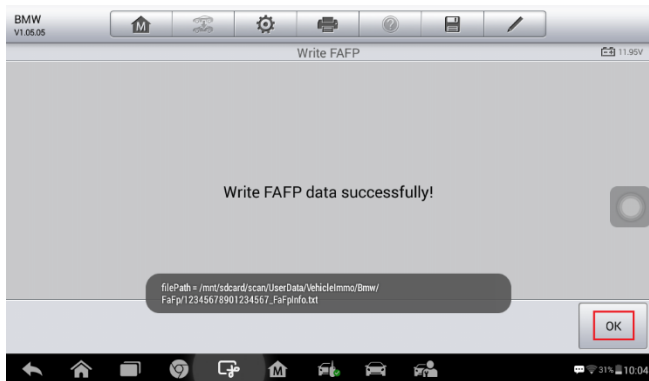 BMW
V1.05.05
M
Write FAFP
11.95V
Write FAFP data successfully!
filePath = /mnt/sdcard/scan/UserData/VehicleImmo/Bmw/
FaFp/12345678901234567_FaFpInfo.txt
OK
M
31% 10:04